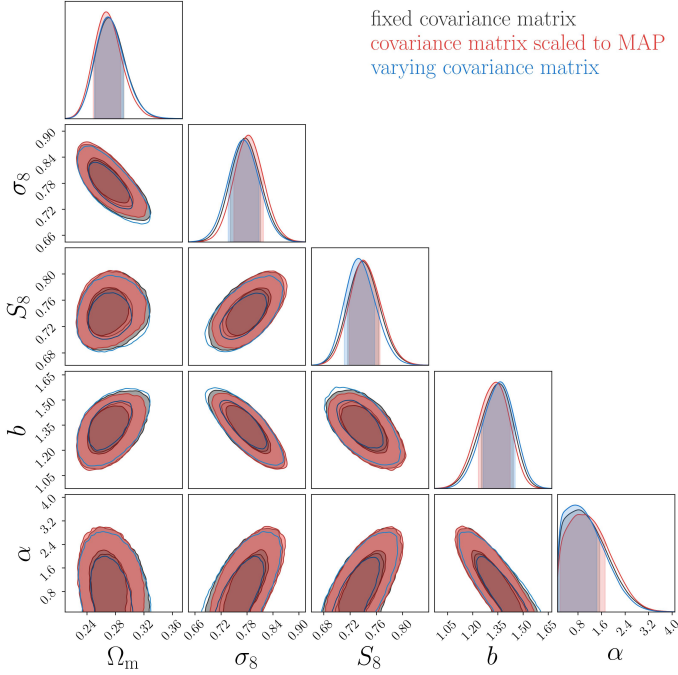 fixed covariance matrix
covariance matrix scaled to MAP
varying covariance matrix
σ₈
0.90
0.84
0.78
0.72
0.66
S₈
0.80
0.76
0.72
0.68
b
1.65
1.50
1.35
1.20
1.05
α
4.0
3.2
2.4
1.6
0.8
0.24 0.28 0.32 0.36 0.66 0.72 0.78 0.84 0.90 0.68 0.72 0.76 0.80 1.05 1.20 1.35 1.50 1.65 0.8 1.6 2.4 3.2 4.0
Ωₘ σ₈ S₈ b α